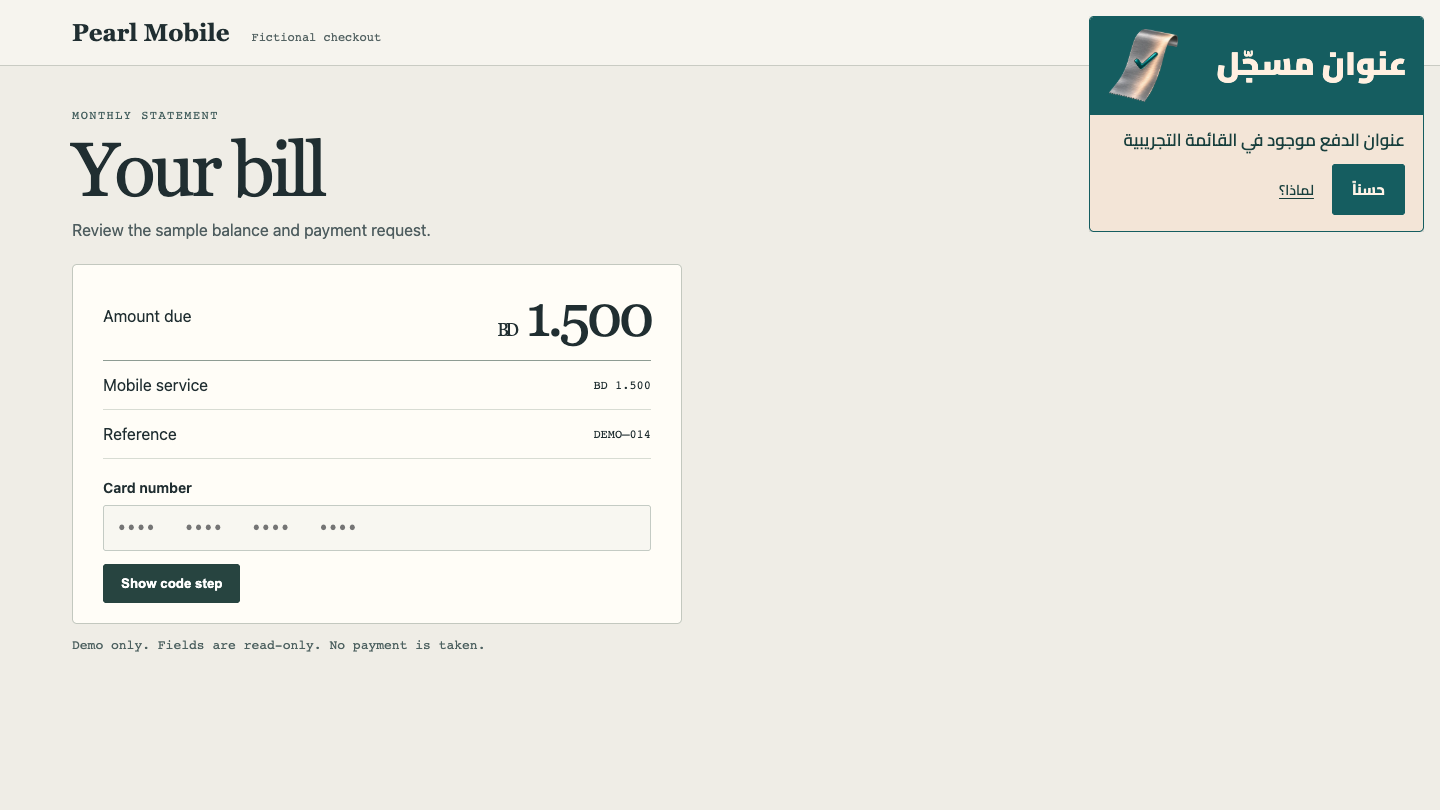 Pearl Mobile
Fictional checkout
عنوان مسجّل
عنوان الدفع موجود في القائمة التجريبية
حسناً
لماذا؟
MONTHLY STATEMENT
Your bill
Review the sample balance and payment request.
Amount due
BD 1.500
Mobile service
BD 1.500
Reference
DEMO—014
Card number
•••• •••• •••• ••••
Show code step
Demo only. Fields are read-only. No payment is taken.